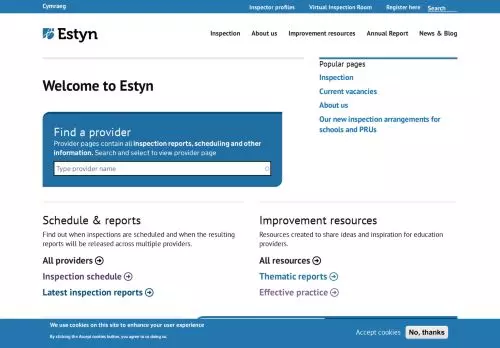 Cymraeg
Inspector profiles
Virtual Inspection Room
Register here
Search
Estyn
Inspection
About us
Improvement resources
Annual Report
News & Blog
Welcome to Estyn
Popular pages
Inspection
Current vacancies
About us
Our new inspection arrangements for
schools and PRUs
Find a provider
Provider pages contain all inspection reports, scheduling and other
information. Search and select to view provider page
Type provider name
Schedule & reports
Find out when inspections are scheduled and when the resulting
reports will be released across multiple providers.
All providers
Inspection schedule
Latest inspection reports
Improvement resources
Resources created to share ideas and inspiration for education
providers.
All resources
Thematic reports
Effective practice
We use cookies on this site to enhance your user experience
By clicking the Accept cookies button, you agree to us doing so.
Accept cookies
No, thanks